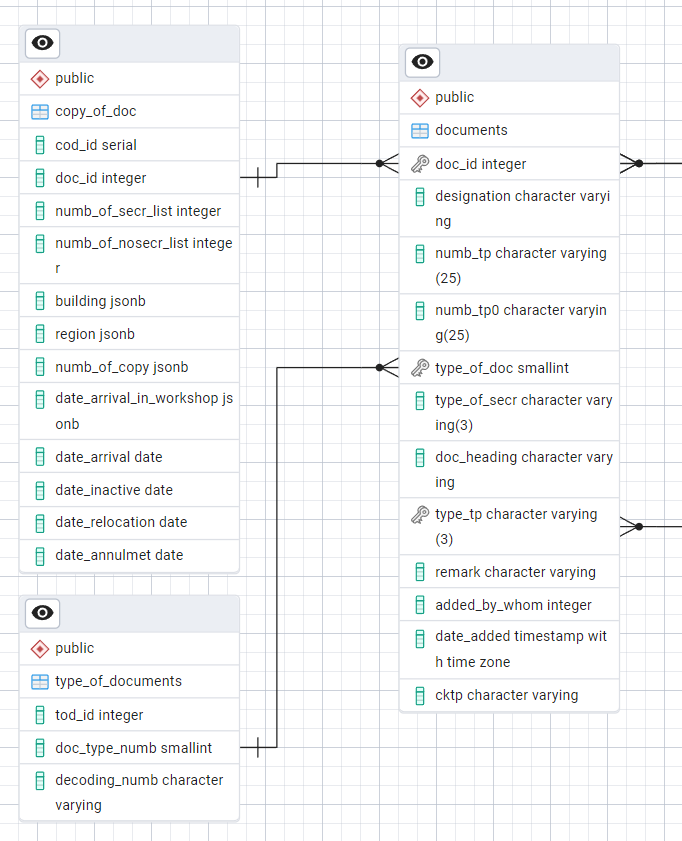 public
copy_of_doc
cod_id serial
doc_id integer
numb_of_secr_list integer
numb_of_nosecr_list intege
r
building jsonb
region jsonb
numb_of_copy jsonb
date_arrival_in_workshop js
onb
date_arrival date
date_inactive date
date_relocation date
date_annulmet date
public
type_of_documents
tod_id integer
doc_type_numb smallint
decoding_numb character
varying
public
documents
doc_id integer
designation character varyi
ng
numb_tp character varying
(25)
numb_tp0 character varyin
g(25)
type_of_doc smallint
type_of_secr character vary
ing(3)
doc_heading character vary
ing
type_tp character varying
(3)
remark character varying
added_by_whom integer
date_added timestamp wit
h time zone
cktp character varying